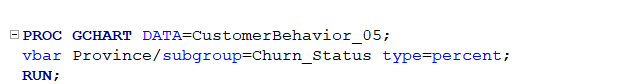 PROC GCHART DATA=CustomerBehavior_05;
vbar Province/subgroup=Churn_Status type=percent;
RUN;